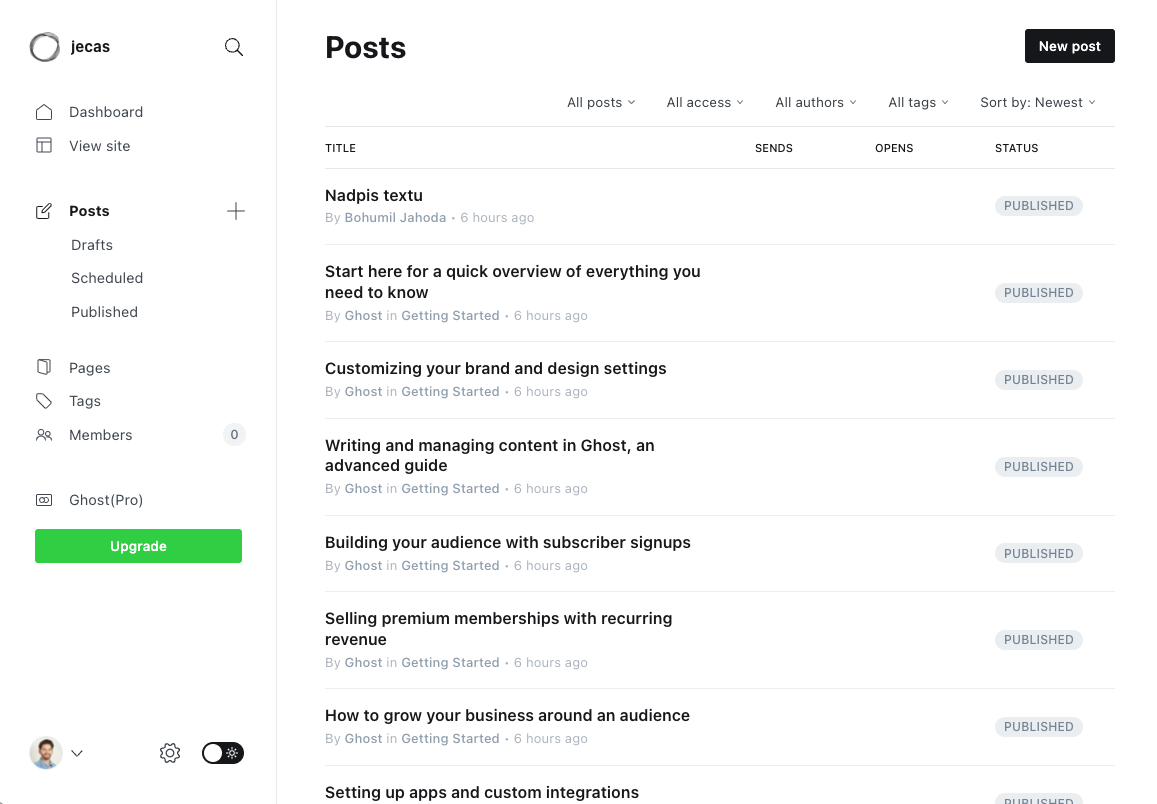 jecas
Dashboard
View site
Posts
Drafts
Scheduled
Published
Pages
Tags
Members 0
Ghost(Pro)
Upgrade
Posts
New post
All posts All access All authors All tags Sort by: Newest
TITLE SENDS OPENS STATUS
Nadpis textu
By Bohumil Jahoda • 6 hours ago
PUBLISHED
Start here for a quick overview of everything you
need to know
By Ghost in Getting Started • 6 hours ago
PUBLISHED
Customizing your brand and design settings
By Ghost in Getting Started • 6 hours ago
PUBLISHED
Writing and managing content in Ghost, an
advanced guide
By Ghost in Getting Started • 6 hours ago
PUBLISHED
Building your audience with subscriber signups
By Ghost in Getting Started • 6 hours ago
PUBLISHED
Selling premium memberships with recurring
revenue
By Ghost in Getting Started • 6 hours ago
PUBLISHED
How to grow your business around an audience
By Ghost in Getting Started • 6 hours ago
PUBLISHED
Setting up apps and custom integrations
PUBLISHED